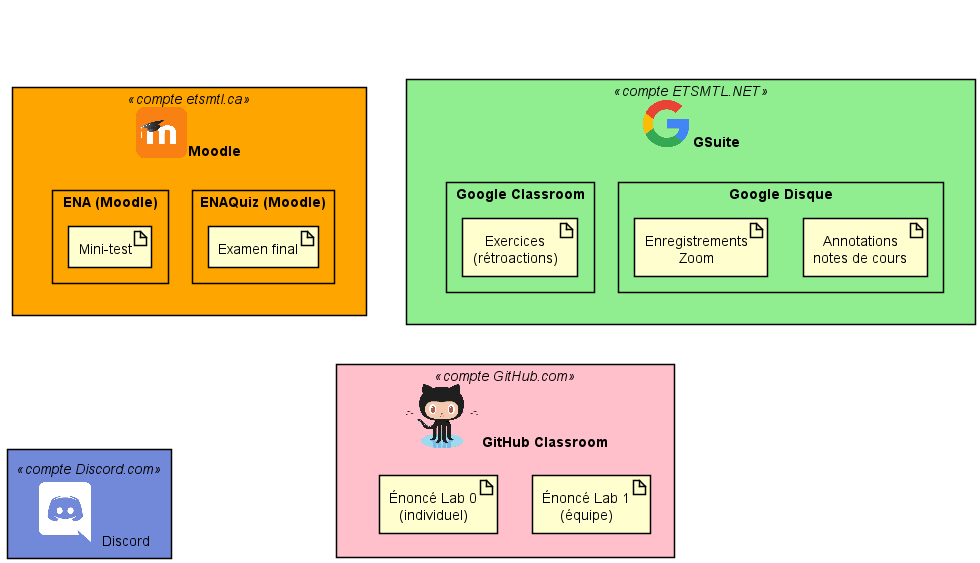 «compte etsmtl.ca»
m
Moodle
ENA (Moodle)
Mini-test
ENAQuiz (Moodle)
Examen final
«compte ETSMTL.NET»
G
GSuite
Google Classroom
Exercices
(rétroactions)
Google Disque
Enregistrements
Zoom
Annotations
notes de cours
«compte GitHub.com»
GitHub Classroom
Énoncé Lab 0
(individuel)
Énoncé Lab 1
(équipe)
«compte Discord.com»
Discord